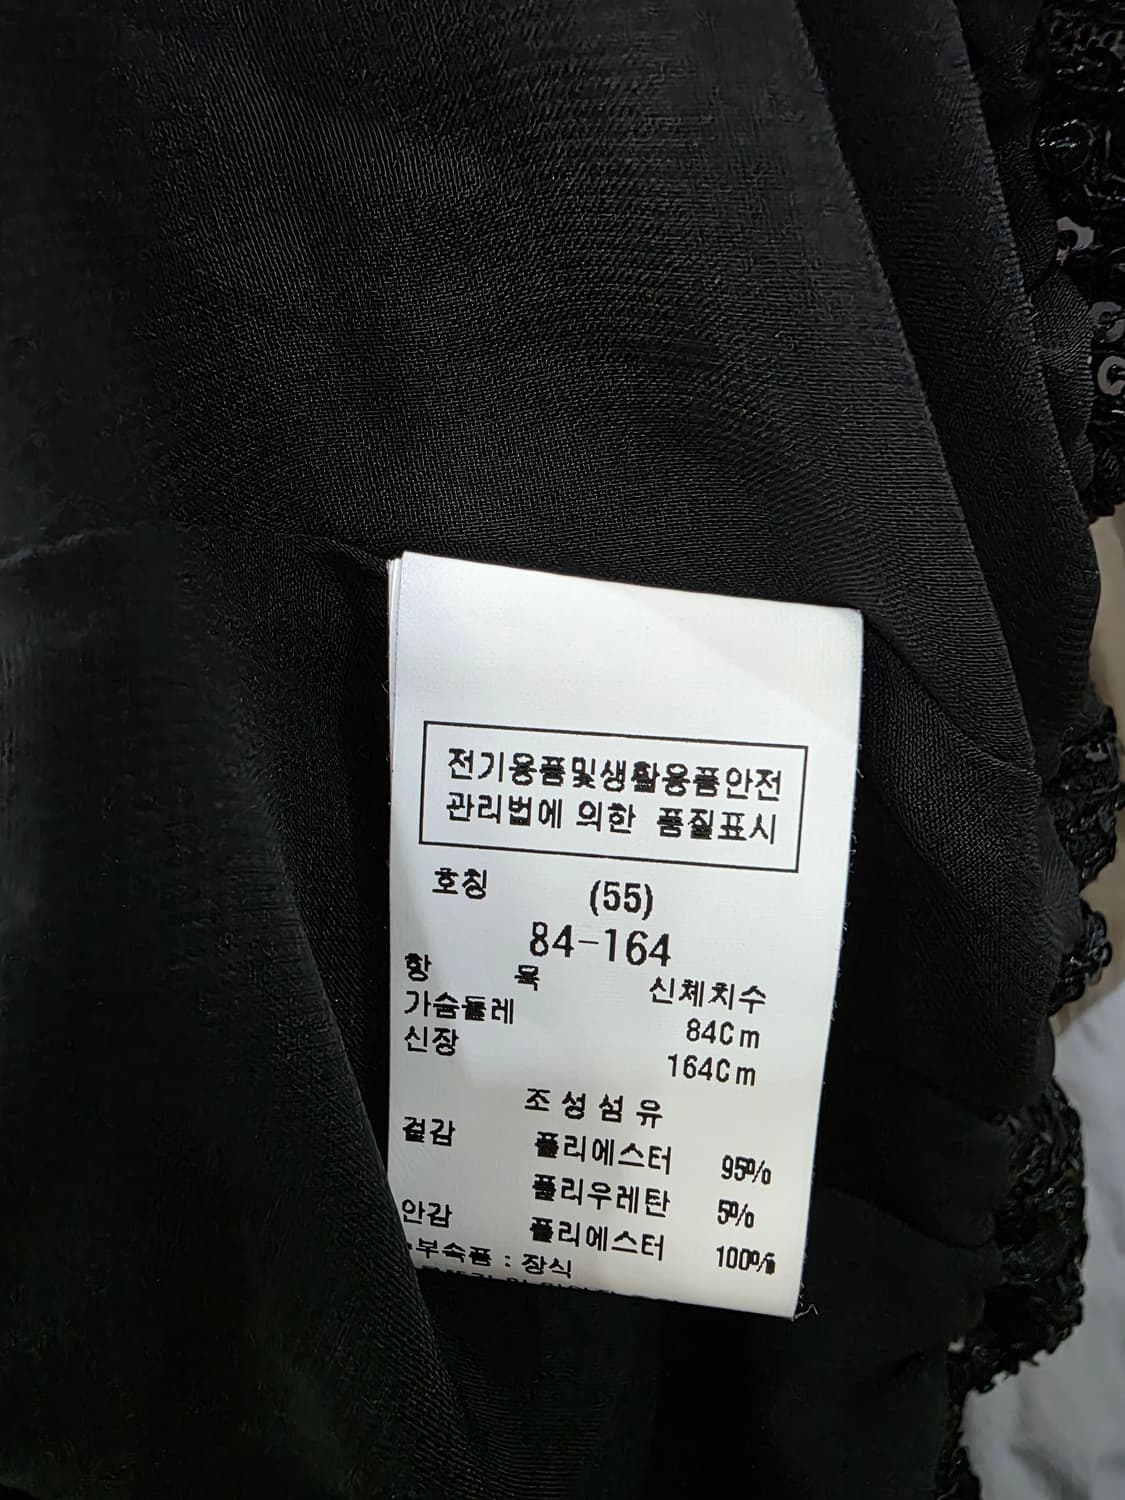 전기용품및생활용품안전
관리법에 의한 품질표시
호칭 (55)
84-164
항 목 신체치수
가슴둘레 84Cm
신장 164Cm
조성섬유
겉감 폴리에스터 95%
폴리우레탄 5%
안감 폴리에스터 100%
부속품 : 장식